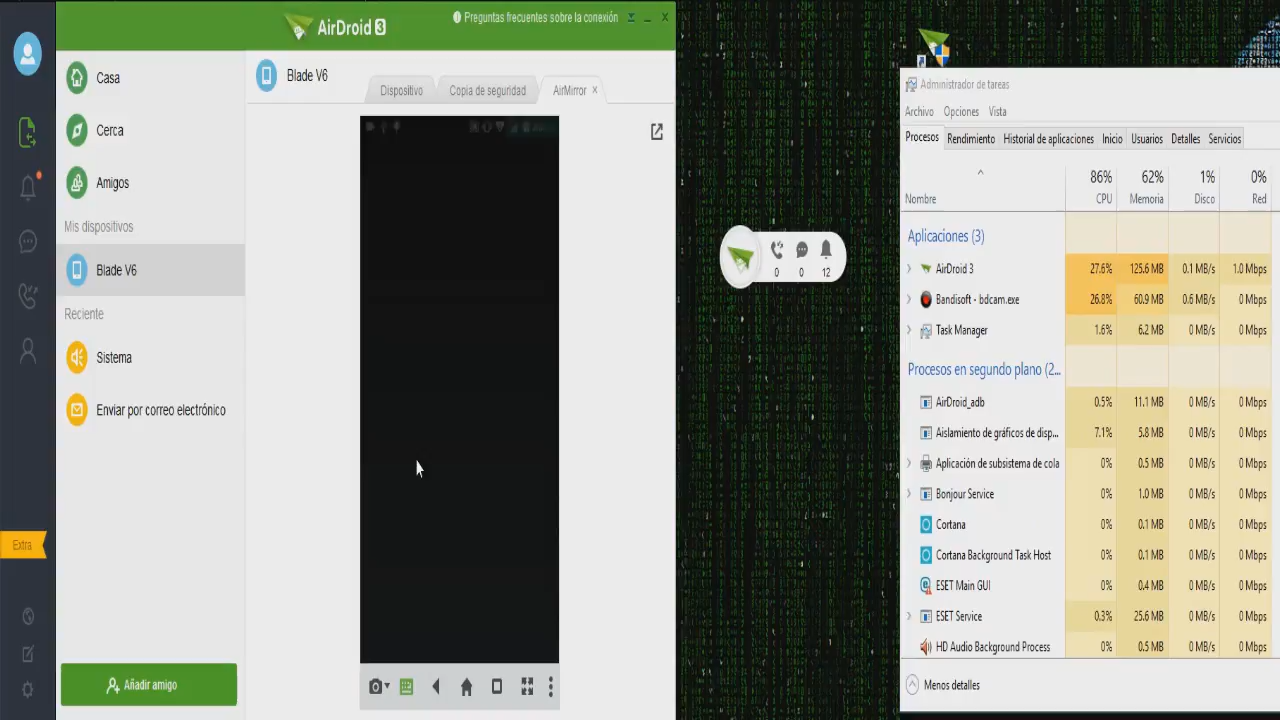 AirDroid 3
Preguntas frecuentes sobre la conexión
Casa
Cerca
Amigos
Mis dispositivos
Blade V6
Reciente
Sistema
Enviar por correo electrónico
Extra
Añadir amigo
Blade V6
Dispositivo
Copia de seguridad
AirMirror
0 0 12
Administrador de tareas
Archivo Opciones Vista
Procesos Rendimiento Historial de aplicaciones Inicio Usuarios Detalles Servicios
86% 62% 1% 0%
Nombre CPU Memoria Disco Red
Aplicaciones (3)
AirDroid 3 27.6% 125.6 MB 0.1 MB/s 1.0 Mbps
Bandisoft - bdcam.exe 26.8% 60.9 MB 0.6 MB/s 0 Mbps
Task Manager 1.6% 6.2 MB 0 MB/s 0 Mbps
Procesos en segundo plano (2...
AirDroid_adb 0.5% 11.1 MB 0 MB/s 0 Mbps
Aislamiento de gráficos de disp... 7.1% 5.8 MB 0 MB/s 0 Mbps
Aplicación de subsistema de cola 0% 0.5 MB 0 MB/s 0 Mbps
Bonjour Service 0% 1.0 MB 0 MB/s 0 Mbps
Cortana 0% 0.1 MB 0 MB/s 0 Mbps
Cortana Background Task Host 0% 0.1 MB 0 MB/s 0 Mbps
ESET Main GUI 0% 0.4 MB 0 MB/s 0 Mbps
ESET Service 0.3% 25.6 MB 0 MB/s 0 Mbps
HD Audio Background Process 0% 0.5 MB 0 MB/s 0 Mbps
Menos detalles